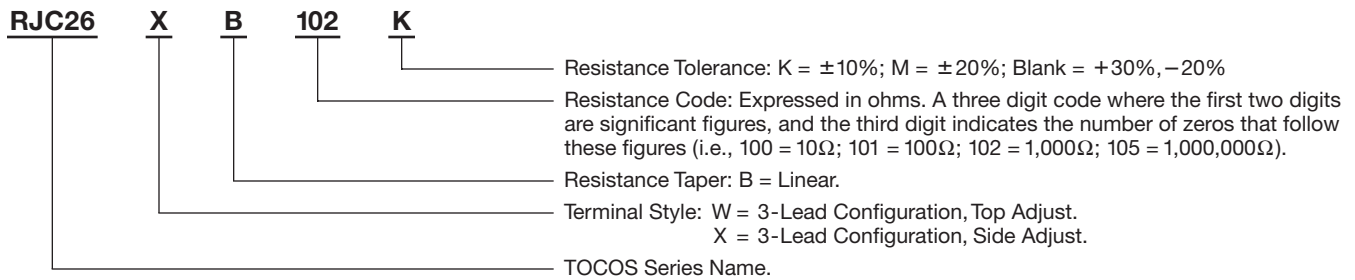 RJC26 X B 102 K
Resistance Tolerance: K = ±10%; M = ±20%; Blank = +30%,−20%
Resistance Code: Expressed in ohms. A three digit code where the first two digits
are significant figures, and the third digit indicates the number of zeros that follow
these figures (i.e., 100 = 10Ω; 101 = 100Ω; 102 = 1,000Ω; 105 = 1,000,000Ω).
Resistance Taper: B = Linear.
Terminal Style: W = 3-Lead Configuration, Top Adjust.
X = 3-Lead Configuration, Side Adjust.
TOCOS Series Name.